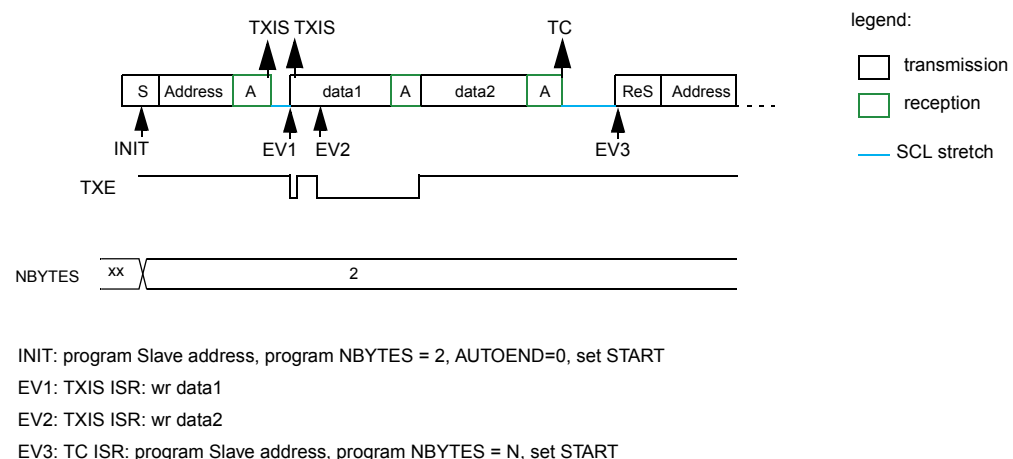 TXIS TXIS TC
legend:
transmission
S Address A data1 A data2 A ReS Address
reception
INIT EV1 EV2 EV3
SCL stretch
TXE
NBYTES xx 2
INIT: program Slave address, program NBYTES = 2, AUTOEND=0, set START
EV1: TXIS ISR: wr data1
EV2: TXIS ISR: wr data2
EV3: TC ISR: program Slave address, program NBYTES = N, set START